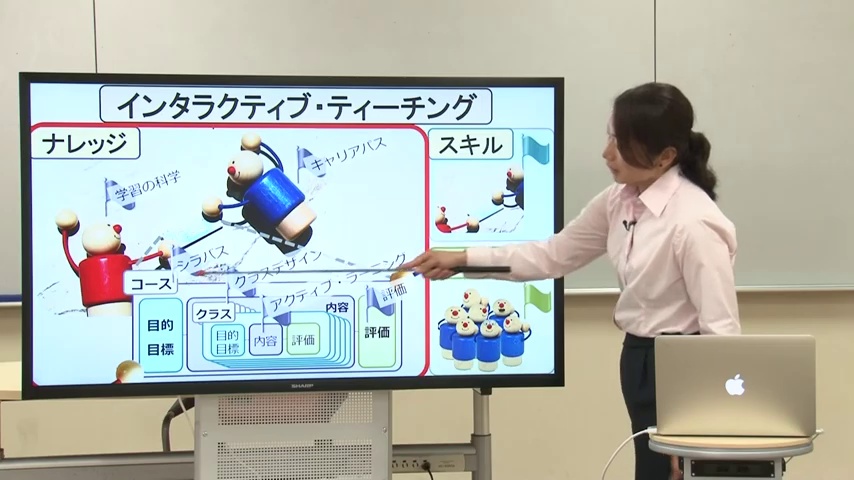 インタラクティブ・ティーチング
ナレッジ
スキル
キャリアパス
学習の科学
シラバス
クラスデザイン
アクティブ・ラーニング
評価
コース
目的
目標
クラス
目的
目標
内容
評価
内容
評価
SHARP